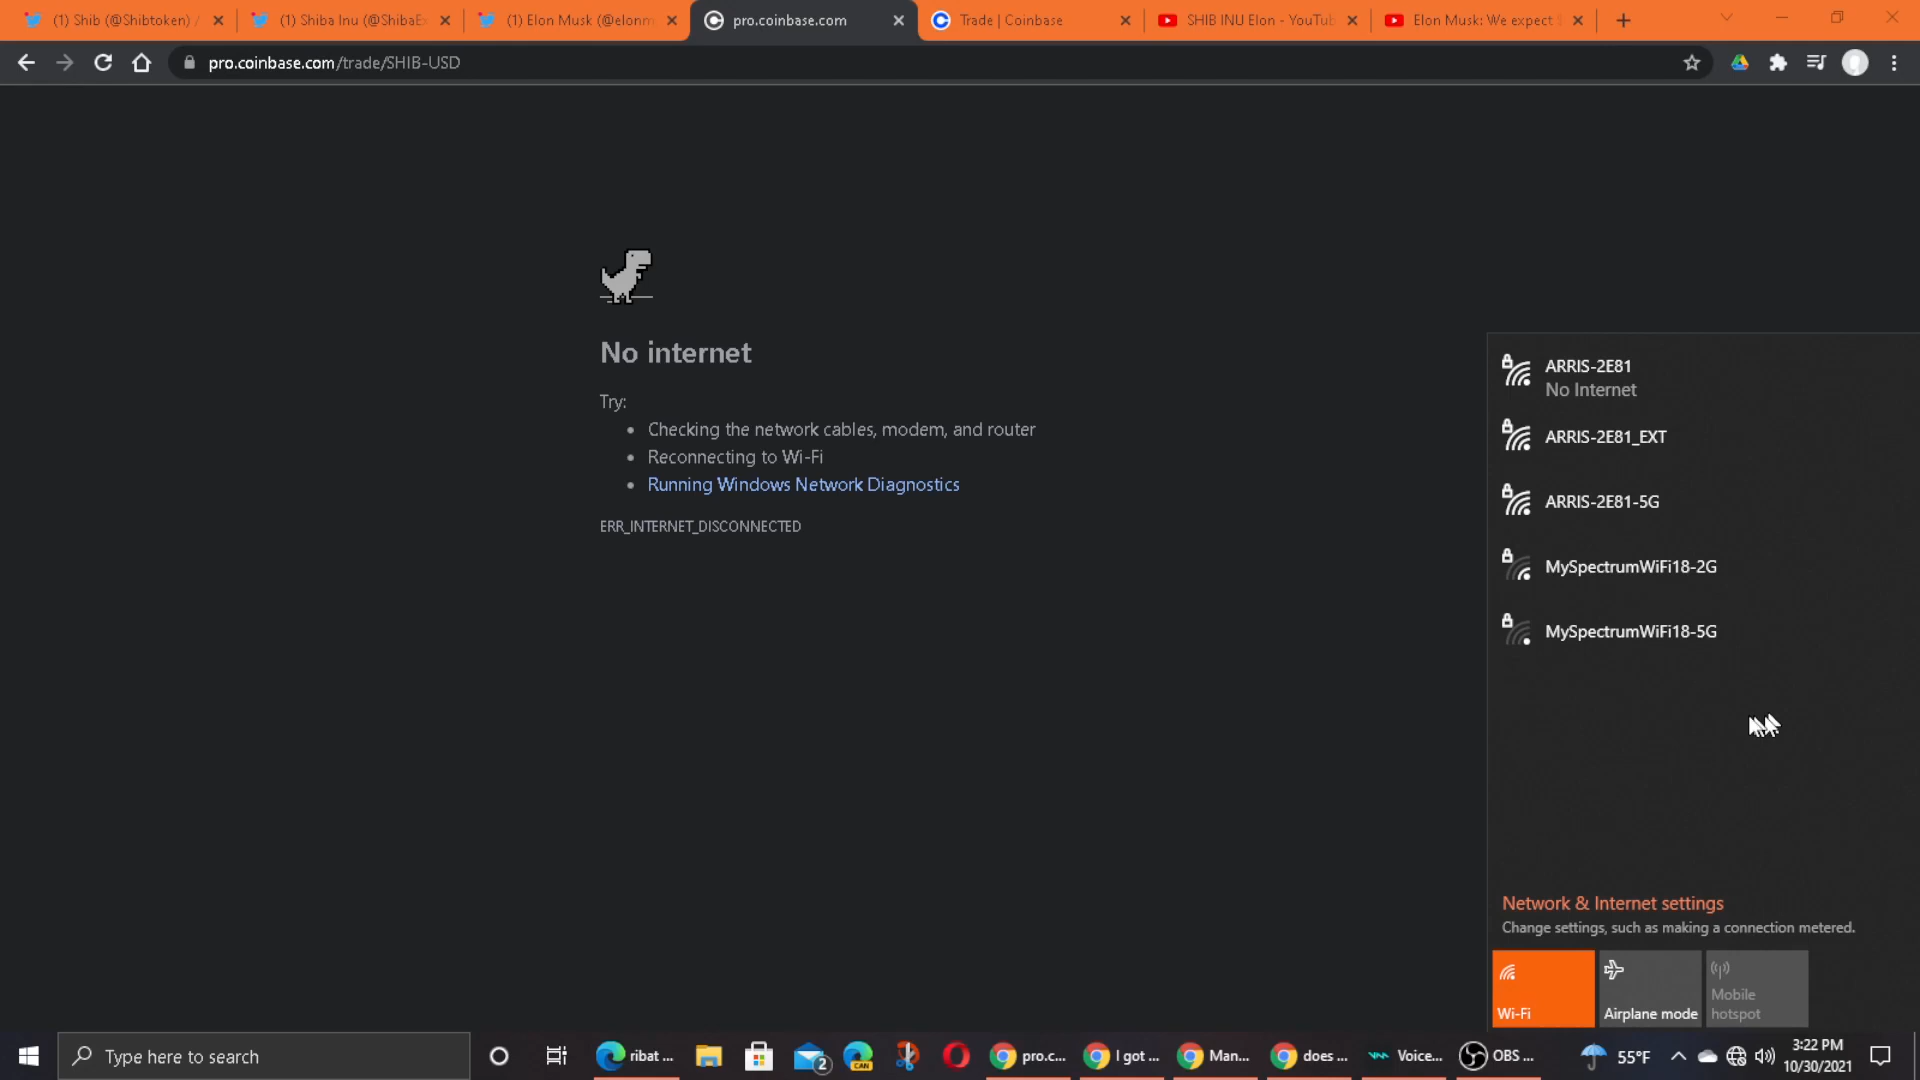 (1) Shib (@Shibtoken) /
(1) Shiba Inu (@ShibaEx
(1) Elon Musk (@elonm
pro.coinbase.com
Trade | Coinbase
SHIB INU Elon - YouTub
Elon Musk: We expect
pro.coinbase.com/trade/SHIB-USD
No internet
Try:
Checking the network cables, modem, and router
Reconnecting to Wi-Fi
Running Windows Network Diagnostics
ERR_INTERNET_DISCONNECTED
ARRIS-2E81
No Internet
ARRIS-2E81_EXT
ARRIS-2E81-5G
MySpectrumWiFi18-2G
MySpectrumWiFi18-5G
Network & Internet settings
Change settings, such as making a connection metered.
Wi-Fi
Airplane mode
Mobile
hotspot
Type here to search
ribat ...
2
CAN
pro.c...
I got ...
Man...
does ...
Voice...
OBS ...
55°F
3:22 PM
10/30/2021